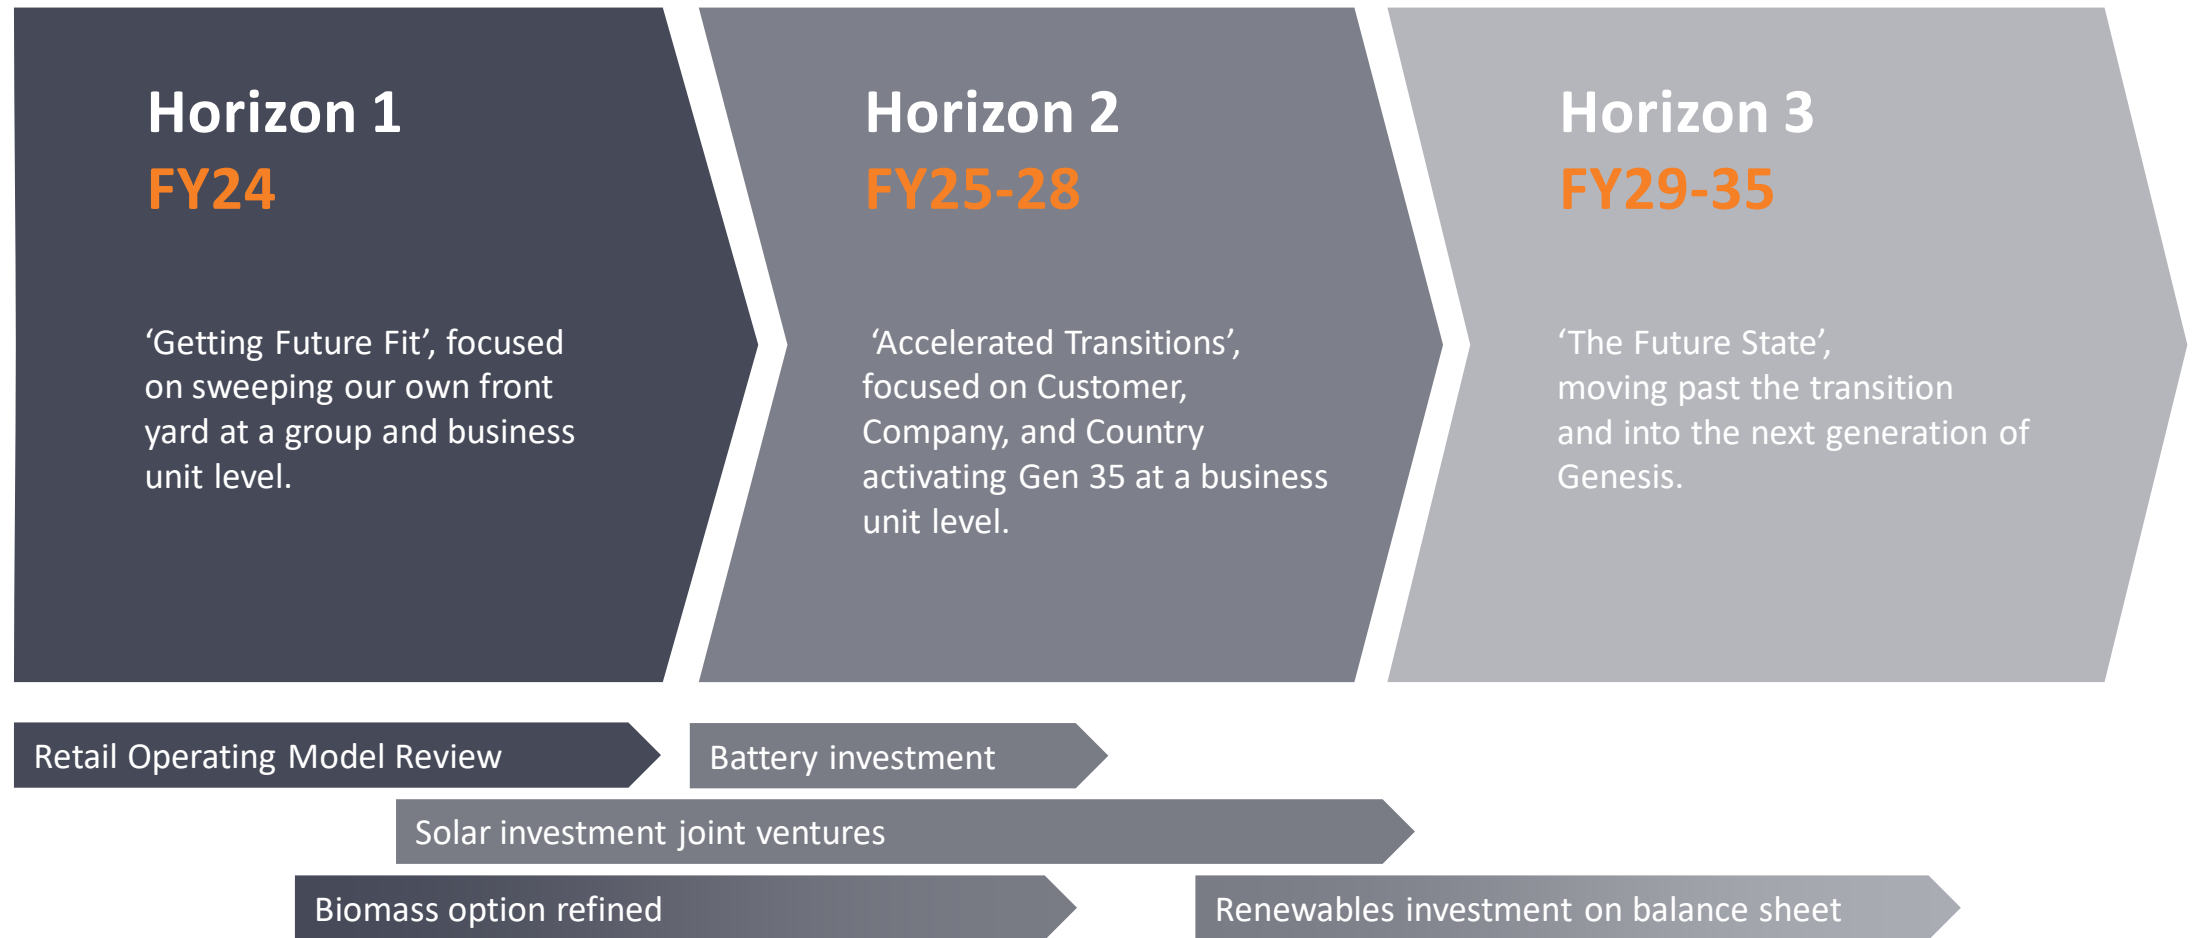 Horizon 1
FY24
‘Getting Future Fit’, focused
on sweeping our own front
yard at a group and business
unit level.
Horizon 2
FY25-28
‘Accelerated Transitions’,
focused on Customer,
Company, and Country
activating Gen 35 at a business
unit level.
Horizon 3
FY29-35
‘The Future State’,
moving past the transition
and into the next generation of
Genesis.
Retail Operating Model Review
Battery investment
Solar investment joint ventures
Biomass option refined
Renewables investment on balance sheet